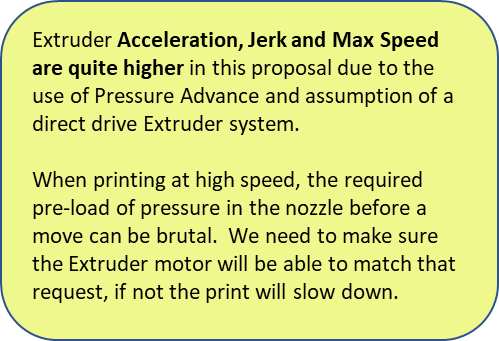 Extruder Acceleration, Jerk and Max Speed
are quite higher in this proposal due to the
use of Pressure Advance and assumption of a
direct drive Extruder system.
When printing at high speed, the required
pre-load of pressure in the nozzle before a
move can be brutal.  We need to make sure
the Extruder motor will be able to match that
request, if not the print will slow down.